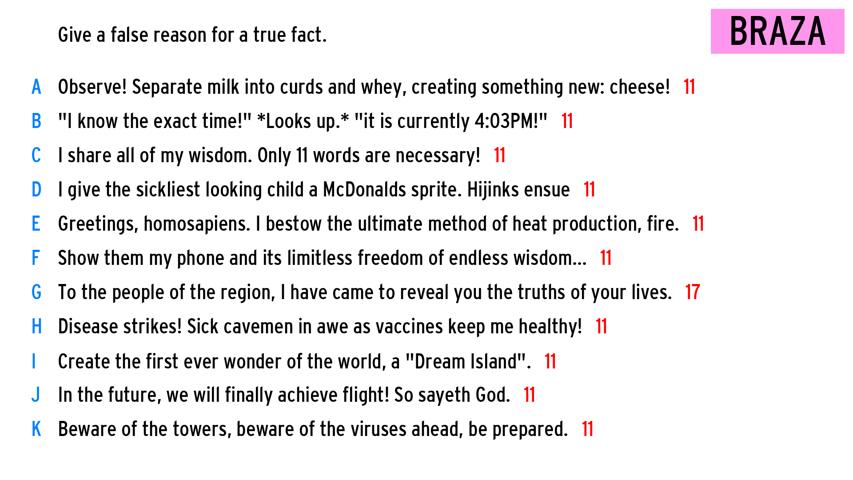 Give a false reason for a true fact.
BRAZA
A Observe! Separate milk into curds and whey, creating something new: cheese! 11
B "I know the exact time!" *Looks up.* "it is currently 4:03PM!" 11
C I share all of my wisdom. Only 11 words are necessary! 11
D I give the sickliest looking child a McDonalds sprite. Hijinks ensue 11
E Greetings, homosapiens. I bestow the ultimate method of heat production, fire. 11
F Show them my phone and its limitless freedom of endless wisdom... 11
G To the people of the region, I have came to reveal you the truths of your lives. 17
H Disease strikes! Sick cavemen in awe as vaccines keep me healthy! 11
I Create the first ever wonder of the world, a "Dream Island". 11
J In the future, we will finally achieve flight! So sayeth God. 11
K Beware of the towers, beware of the viruses ahead, be prepared. 11